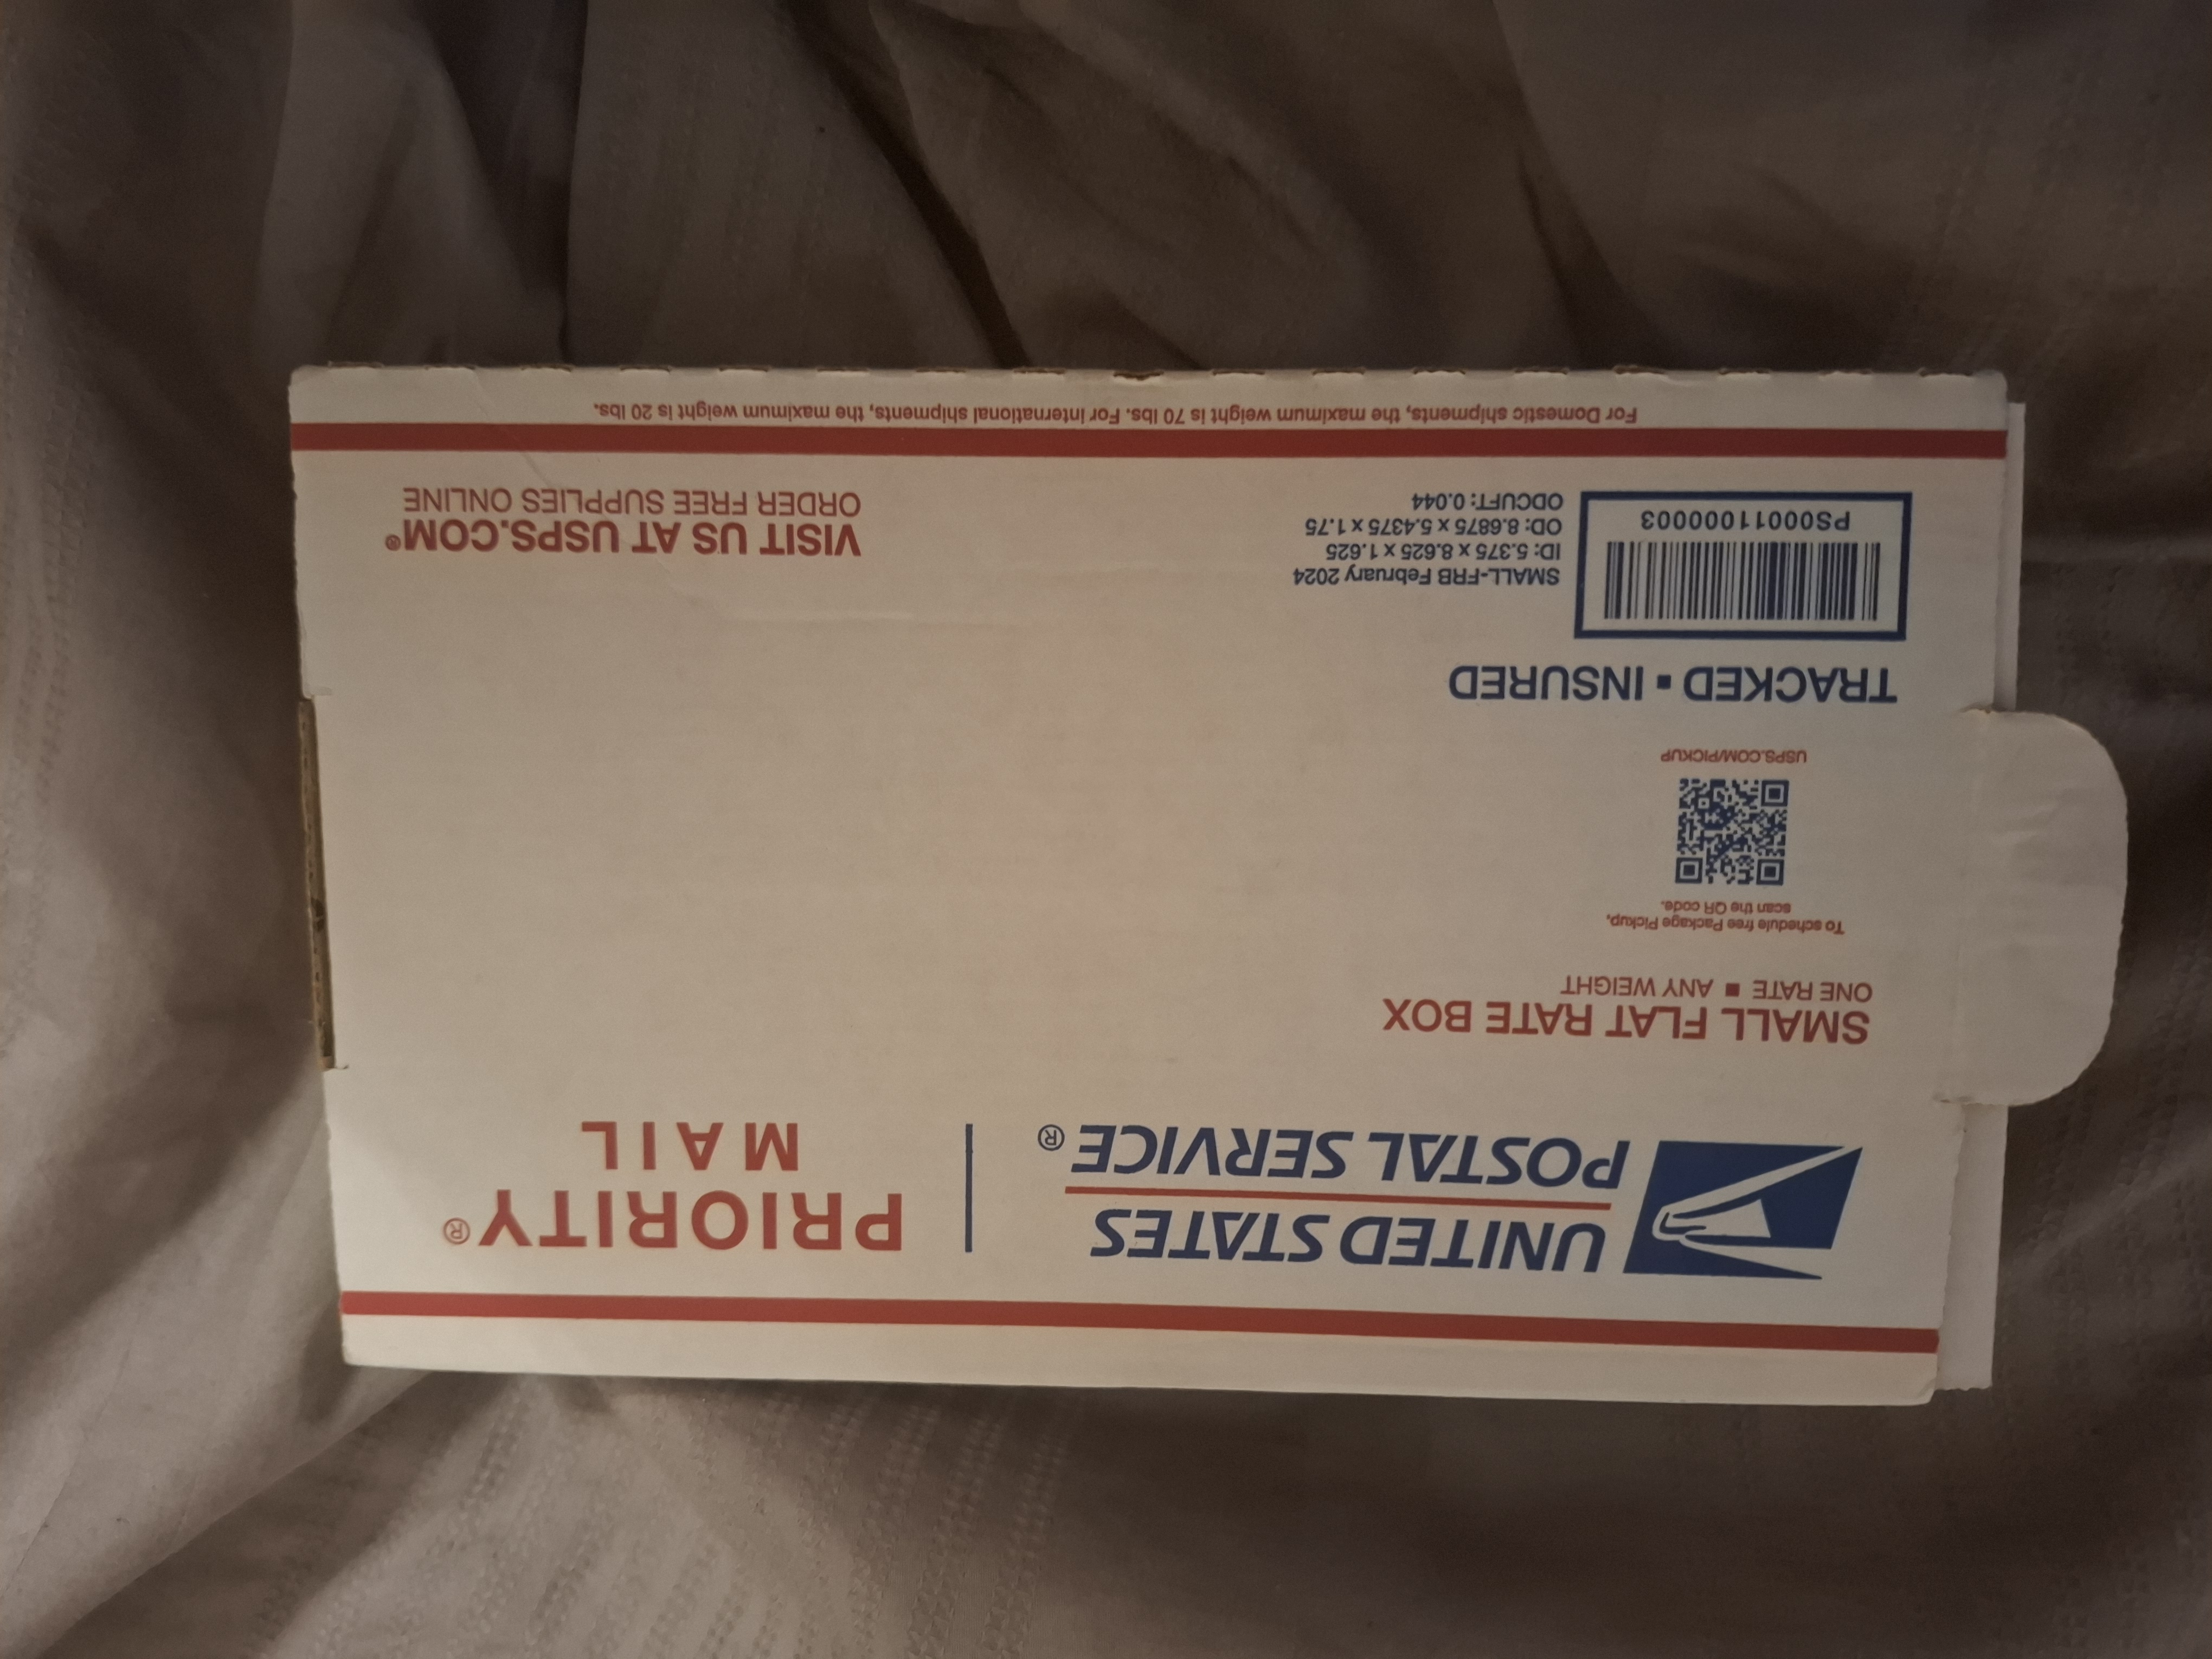 UNITED STATES
POSTAL SERVICE®
PRIORITY®
MAIL
SMALL FLAT RATE BOX
ONE RATE ■ ANY WEIGHT
To schedule free Package Pickup,
scan the QR code.
USPS.COM/PICKUP
TRACKED ▪ INSURED
PS00011000003
SMALL-FRB February 2024
ID: 5.375 x 8.625 x 1.625
OD: 8.6875 x 5.4375 x 1.75
ODCUFT: 0.044
VISIT US AT USPS.COM®
ORDER FREE SUPPLIES ONLINE
For Domestic shipments, the maximum weight is 70 lbs. For international shipments, the maximum weight is 20 lbs.